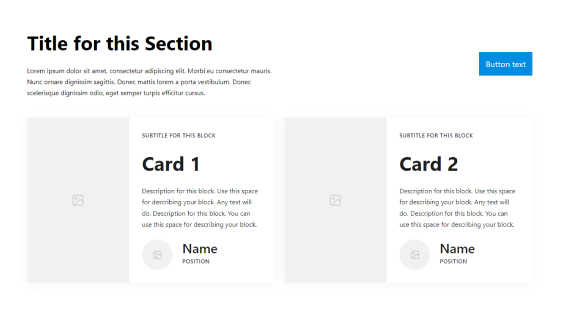 Title for this Section
Lorem ipsum dolor sit amet, consectetur adipiscing elit. Morbi eu consectetur mauris.
Nunc ornare dignissim sagittis. Donec mattis lorem a porta vestibulum. Donec
scelerisque dignissim odio, eget semper turpis efficitur cursus.
Button text
SUBTITLE FOR THIS BLOCK
Card 1
Description for this block. Use this space
for describing your block. Any text will
do. Description for this block. You can
use this space for describing your block.
Name
POSITION
SUBTITLE FOR THIS BLOCK
Card 2
Description for this block. Use this space
for describing your block. Any text will
do. Description for this block. You can
use this space for describing your block.
Name
POSITION